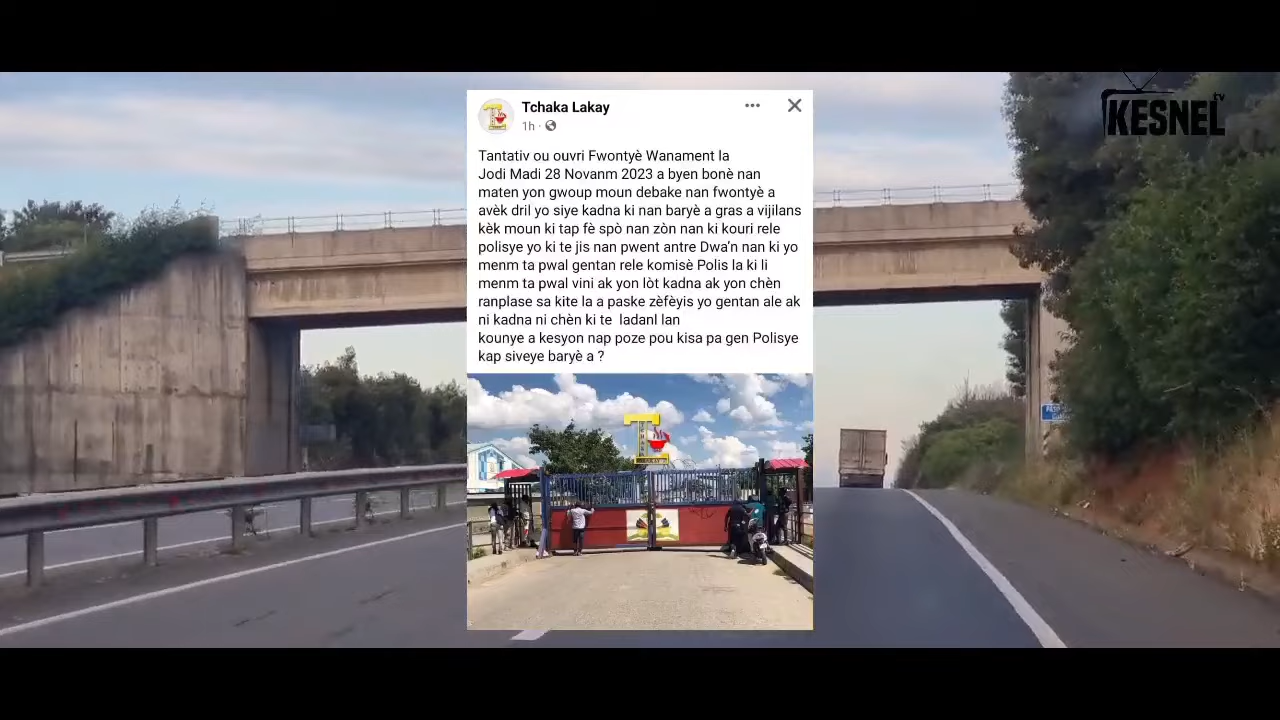 KESNEL tv
Tchaka Lakay
1h ·
Tantativ ou ouvri Fwontyè Wanament la
Jodi Madi 28 Novanm 2023 a byen bonè nan
maten yon gwoup moun debake nan fwontyè a
avèk dril yo siye kadna ki nan baryè a gras a vijilans
kèk moun ki tap fè spò nan zòn nan ki kouri rele
polisye yo ki te jis nan pwent antre Dwa'n nan ki yo
menm ta pwal gentan rele komisè Polis la ki li
menm ta pwal vini ak yon lòt kadna ak yon chèn
ranplase sa kite la a paske zèfèyis yo gentan ale ak
ni kadna ni chèn ki te ladanl lan
kounye a kesyon nap poze pou kisa pa gen Polisye
kap siveye baryè a ?